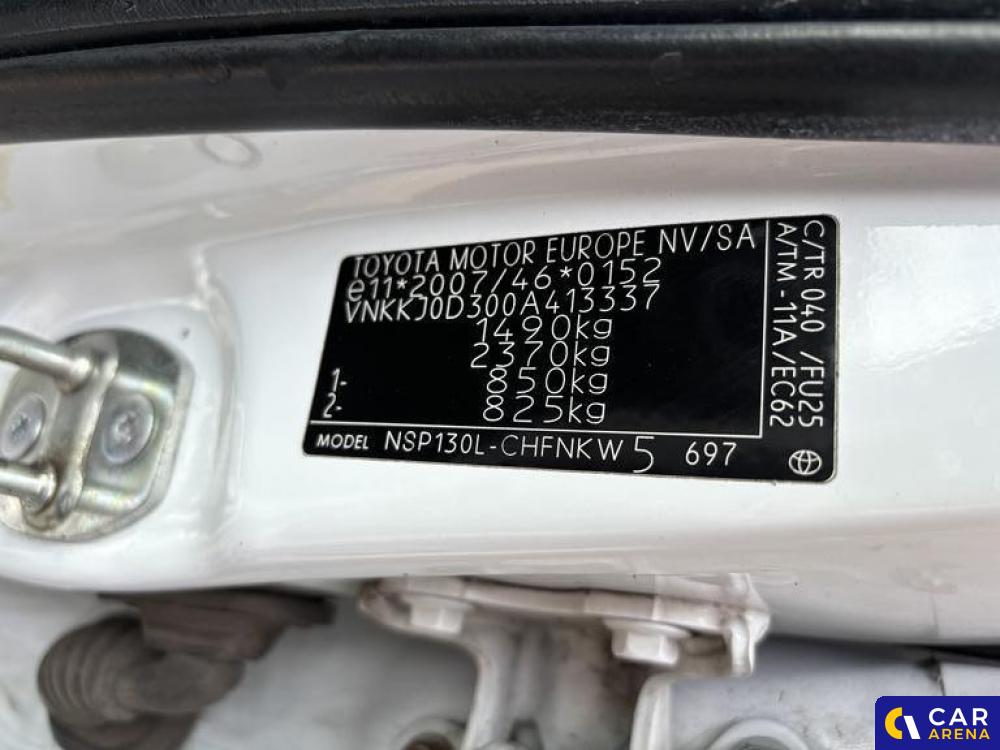 TOYOTA MOTOR EUROPE NV/SA
e11*2007/46*0152
VNKKJ0D300A413337
1490kg
2370kg
1- 850kg
2- 825kg
C/TR 040 /FU25
A/TM -11A/EC62
MODEL NSP130L-CHFNKW 5 697
CAR
ARENA